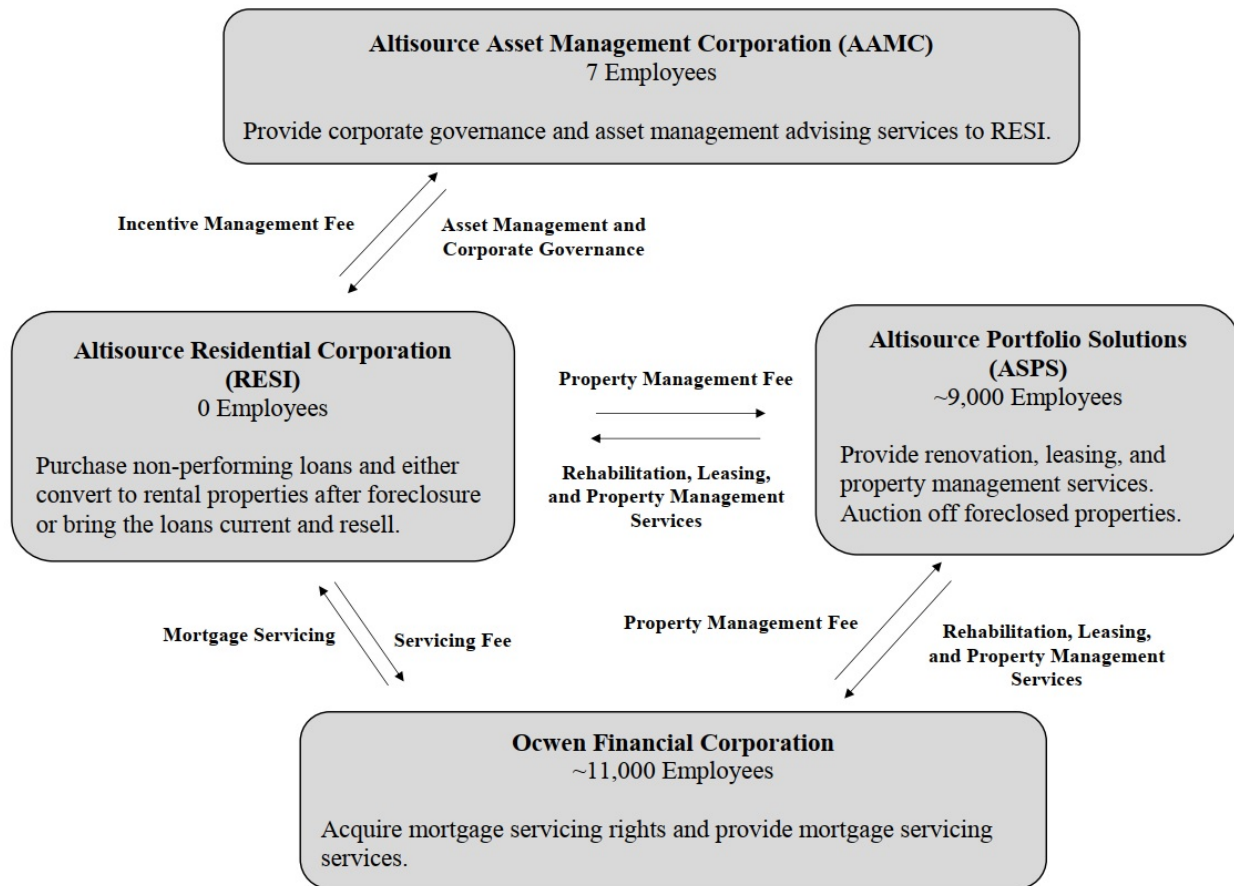 Altisource Asset Management Corporation (AAMC)
7 Employees
Provide corporate governance and asset management advising services to RESI.
Incentive Management Fee
Asset Management and
Corporate Governance
Altisource Residential Corporation
(RESI)
0 Employees
Purchase non-performing loans and either
convert to rental properties after foreclosure
or bring the loans current and resell.
Property Management Fee
Rehabilitation, Leasing,
and Property Management
Services
Altisource Portfolio Solutions
(ASPS)
~9,000 Employees
Provide renovation, leasing, and
property management services.
Auction off foreclosed properties.
Mortgage Servicing
Servicing Fee
Property Management Fee
Rehabilitation, Leasing,
and Property Management
Services
Ocwen Financial Corporation
~11,000 Employees
Acquire mortgage servicing rights and provide mortgage servicing
services.